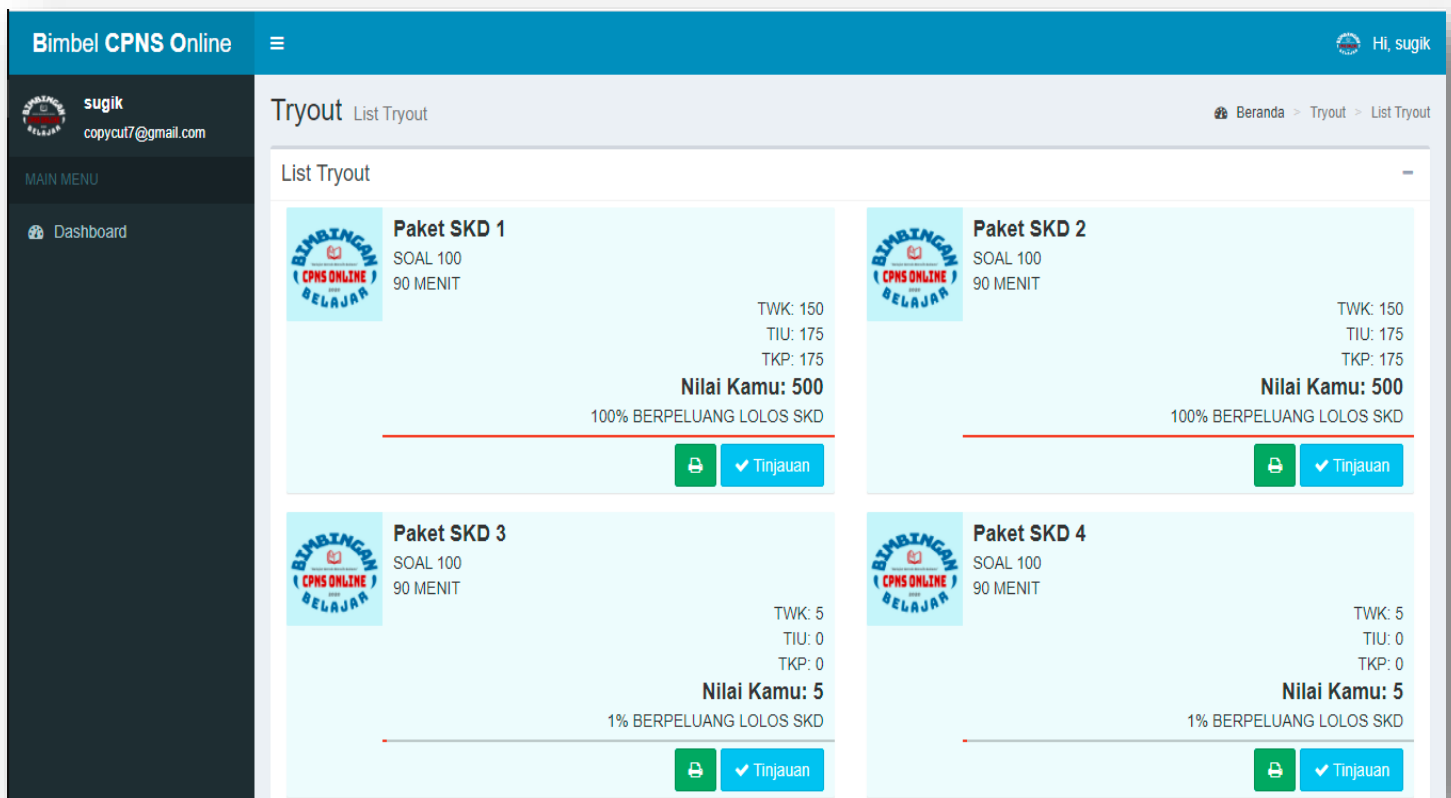 Bimbel CPNS Online
Hi, sugik
sugik
copycut7@gmail.com
MAIN MENU
Dashboard
Tryout List Tryout
Beranda > Tryout > List Tryout
List Tryout
BIMBINGAN
CPNS ONLINE
BELAJAR
Paket SKD 1
SOAL 100
90 MENIT
TWK: 150
TIU: 175
TKP: 175
Nilai Kamu: 500
100% BERPELUANG LOLOS SKD
Tinjauan
BIMBINGAN
CPNS ONLINE
BELAJAR
Paket SKD 2
SOAL 100
90 MENIT
TWK: 150
TIU: 175
TKP: 175
Nilai Kamu: 500
100% BERPELUANG LOLOS SKD
Tinjauan
BIMBINGAN
CPNS ONLINE
BELAJAR
Paket SKD 3
SOAL 100
90 MENIT
TWK: 5
TIU: 0
TKP: 0
Nilai Kamu: 5
1% BERPELUANG LOLOS SKD
Tinjauan
BIMBINGAN
CPNS ONLINE
BELAJAR
Paket SKD 4
SOAL 100
90 MENIT
TWK: 5
TIU: 0
TKP: 0
Nilai Kamu: 5
1% BERPELUANG LOLOS SKD
Tinjauan